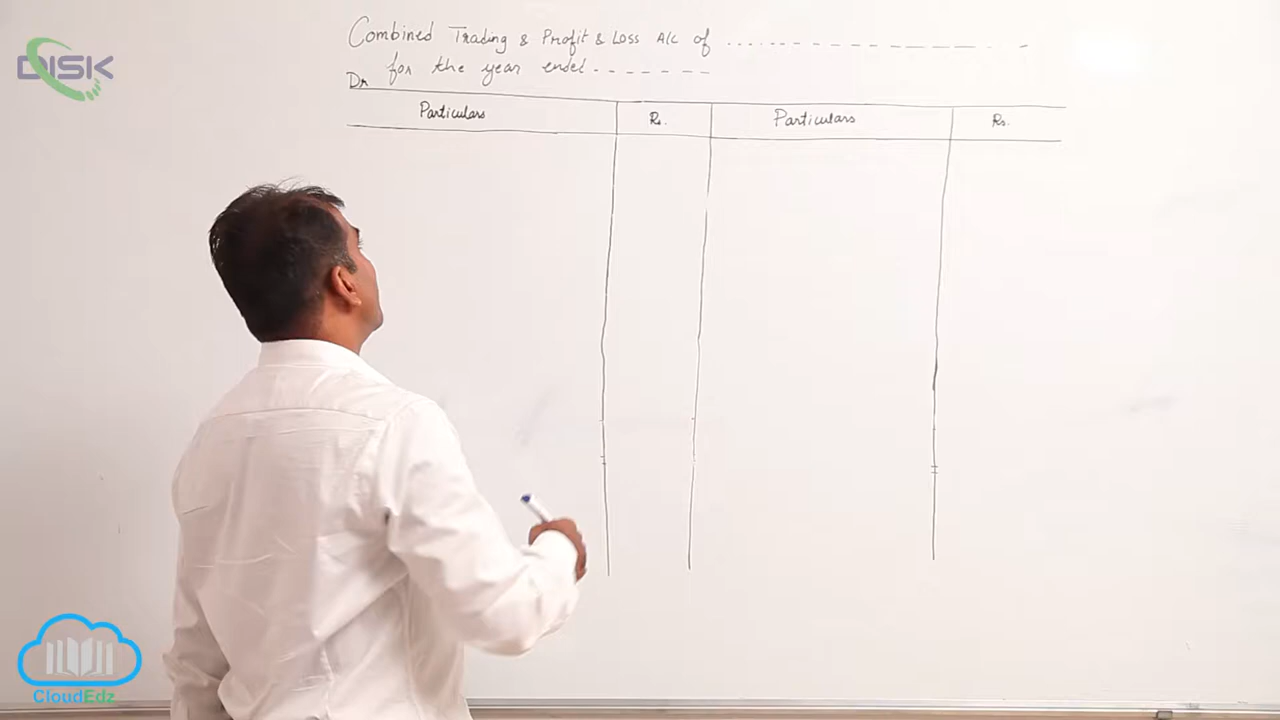 DISK
Combined Trading & Profit & Loss A/c of ........ - - - - - - - - - - - - . . -
for the year ended - - - - - - - -
Dr
Particulars Rs. Particulars Rs.
CloudEdz